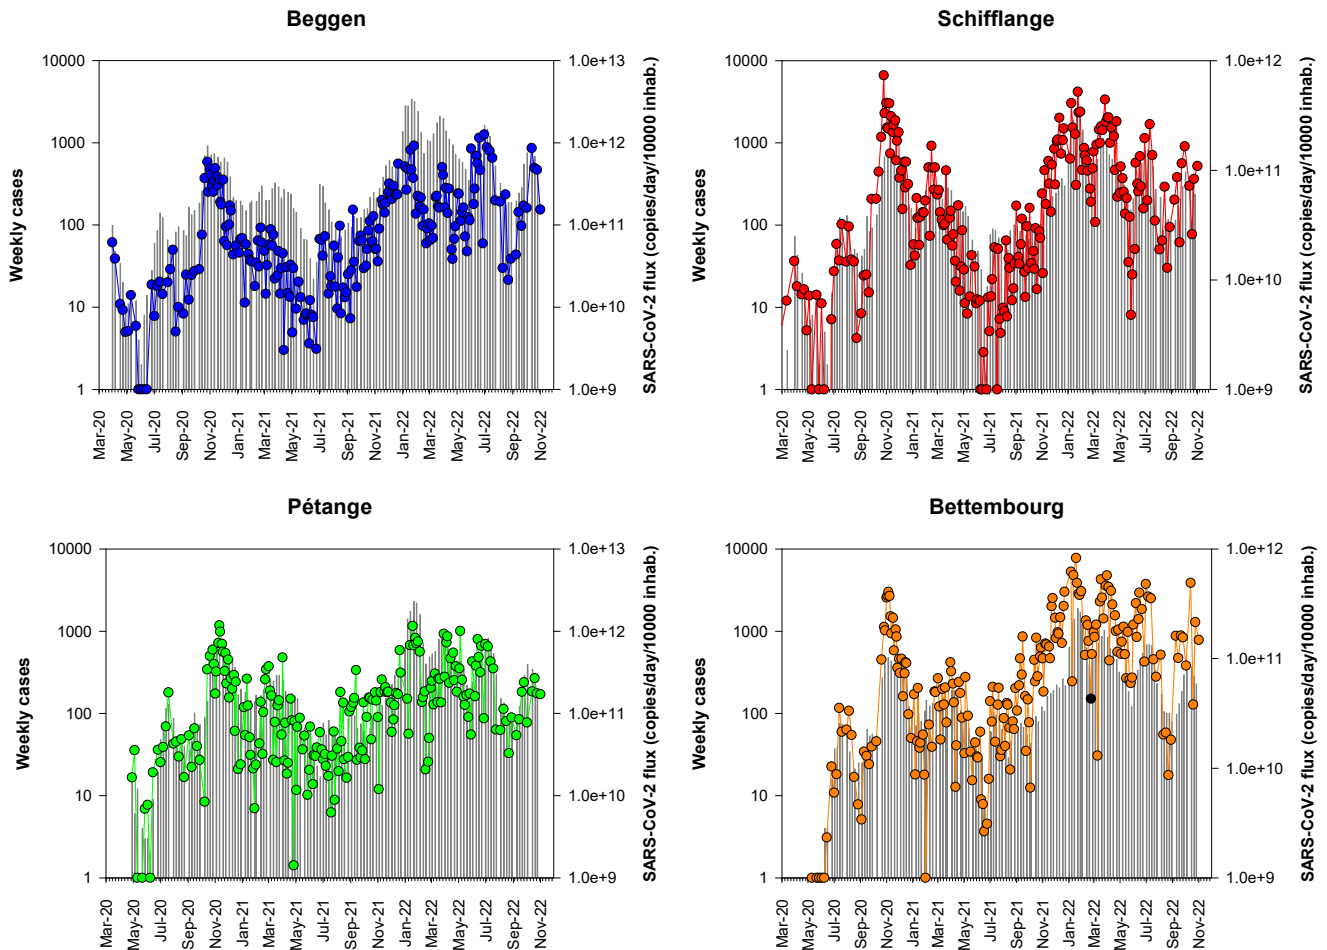 Beggen
10000
1000
100
10
1
Weekly cases
1.0e+13
1.0e+12
1.0e+11
1.0e+10
1.0e+9
SARS-CoV-2 flux (copies/day/10000 inhab.)
Mar-20
May-20
Jul-20
Sep-20
Nov-20
Jan-21
Mar-21
May-21
Jul-21
Sep-21
Nov-21
Jan-22
Mar-22
May-22
Jul-22
Sep-22
Nov-22
Schifflange
10000
1000
100
10
1
Weekly cases
1.0e+12
1.0e+11
1.0e+10
1.0e+9
SARS-CoV-2 flux (copies/day/10000 inhab.)
Mar-20
May-20
Jul-20
Sep-20
Nov-20
Jan-21
Mar-21
May-21
Jul-21
Sep-21
Nov-21
Jan-22
Mar-22
May-22
Jul-22
Sep-22
Nov-22
Pétange
10000
1000
100
10
1
Weekly cases
1.0e+13
1.0e+12
1.0e+11
1.0e+10
1.0e+9
SARS-CoV-2 flux (copies/day/10000 inhab.)
Mar-20
May-20
Jul-20
Sep-20
Nov-20
Jan-21
Mar-21
May-21
Jul-21
Sep-21
Nov-21
Jan-22
Mar-22
May-22
Jul-22
Sep-22
Nov-22
Bettembourg
10000
1000
100
10
1
Weekly cases
1.0e+12
1.0e+11
1.0e+10
1.0e+9
SARS-CoV-2 flux (copies/day/10000 inhab.)
Mar-20
May-20
Jul-20
Sep-20
Nov-20
Jan-21
Mar-21
May-21
Jul-21
Sep-21
Nov-21
Jan-22
Mar-22
May-22
Jul-22
Sep-22
Nov-22